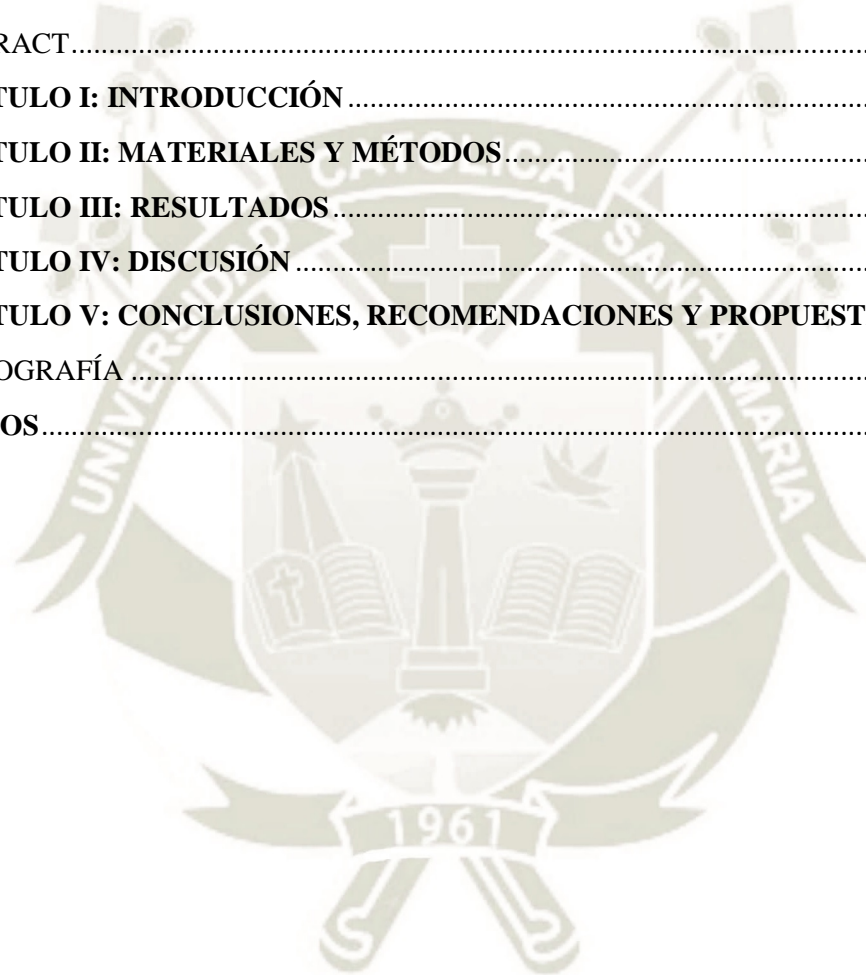 RACT
TULO I: INTRODUCCIÓN
TULO II: MATERIALES Y MÉTODOS
TULO III: RESULTADOS
TULO IV: DISCUSIÓN
TULO V: CONCLUSIONES, RECOMENDACIONES Y PROPUEST
OGRAFÍA
OS
UNIVERSIDAD CATOLICA SANTA MARIA
1961